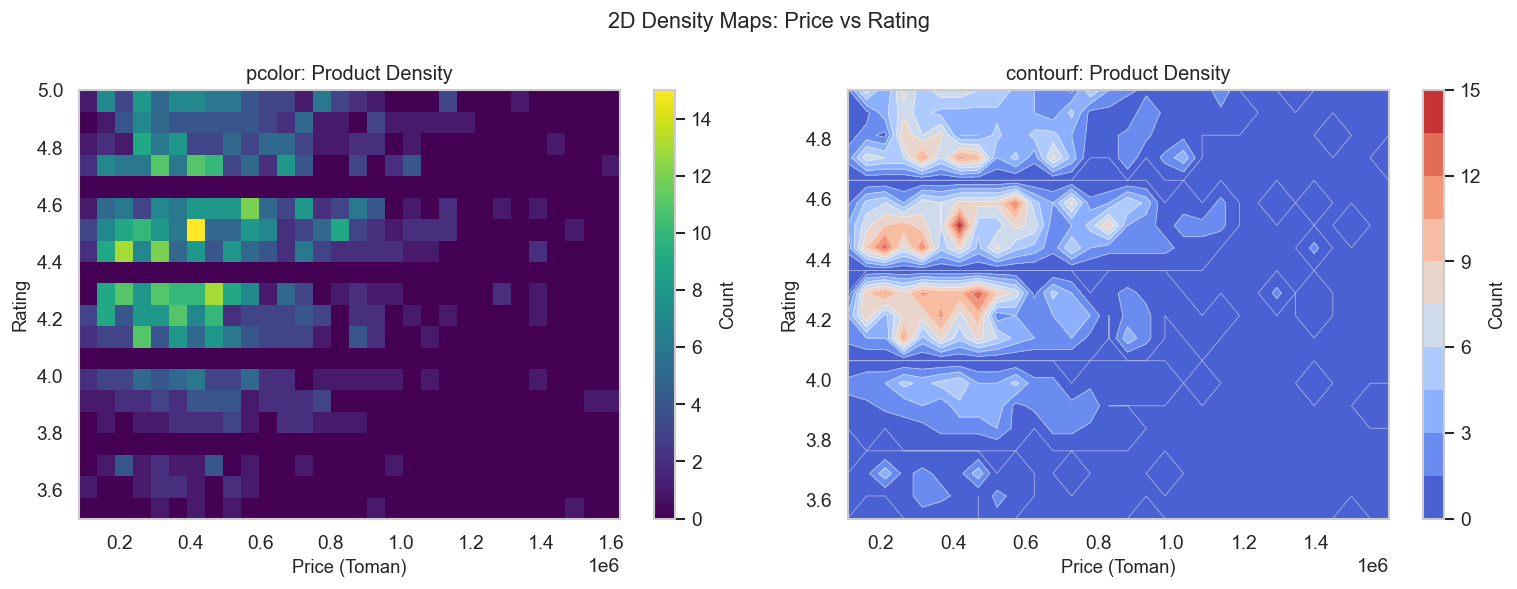 2D Density Maps: Price vs Rating
pcolor: Product Density
5.0
4.8
4.6
4.4
4.2
4.0
3.8
3.6
Rating
0.2 0.4 0.6 0.8 1.0 1.2 1.4 1.6
Price (Toman)
1e6
14
12
10
8
6
4
2
0
Count
contourf: Product Density
4.8
4.6
4.4
4.2
4.0
3.8
3.6
Rating
0.2 0.4 0.6 0.8 1.0 1.2 1.4
Price (Toman)
1e6
15
12
9
6
3
0
Count